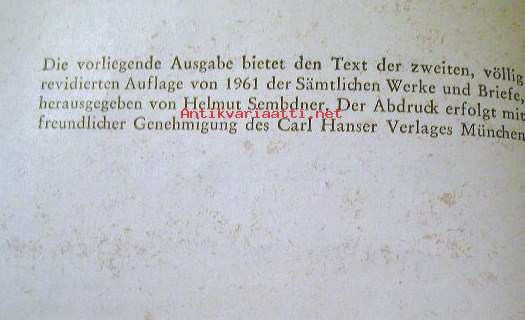 Die vorliegende Ausgabe bietet den Text der zweiten, völlig
revidierten Auflage von 1961 der Sämtlichen Werke und Briefe,
herausgegeben von Helmut Sembdner. Der Abdruck erfolgt mit
Antikvariaatti.net
freundlicher Genehmigung des Carl Hanser Verlages München